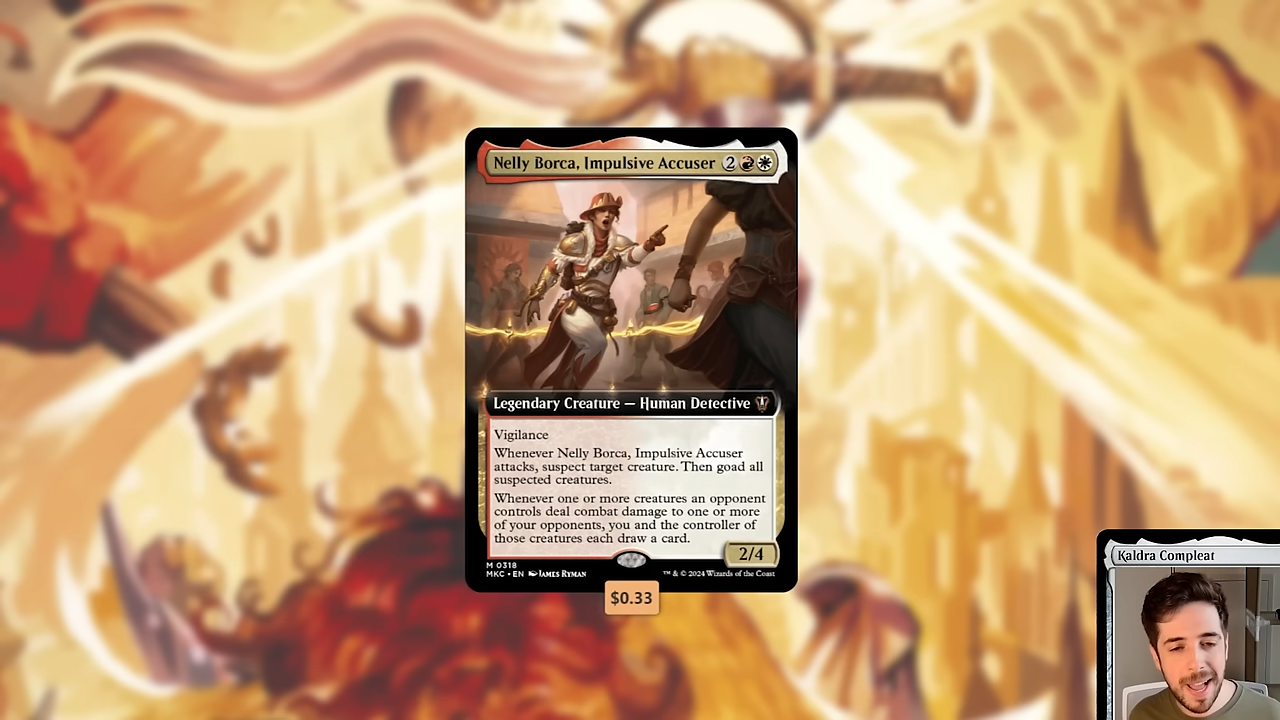 Nelly Borca, Impulsive Accuser 2
Legendary Creature — Human Detective
Vigilance
Whenever Nelly Borca, Impulsive Accuser
attacks, suspect target creature. Then goad all
suspected creatures.
Whenever one or more creatures an opponent
controls deal combat damage to one or more
of your opponents, you and the controller of
those creatures each draw a card.
2/4
M 0318
MKC • EN JAMES RYMAN
™ & © 2024 Wizards of the Coast
$0.33
Kaldra Compleat